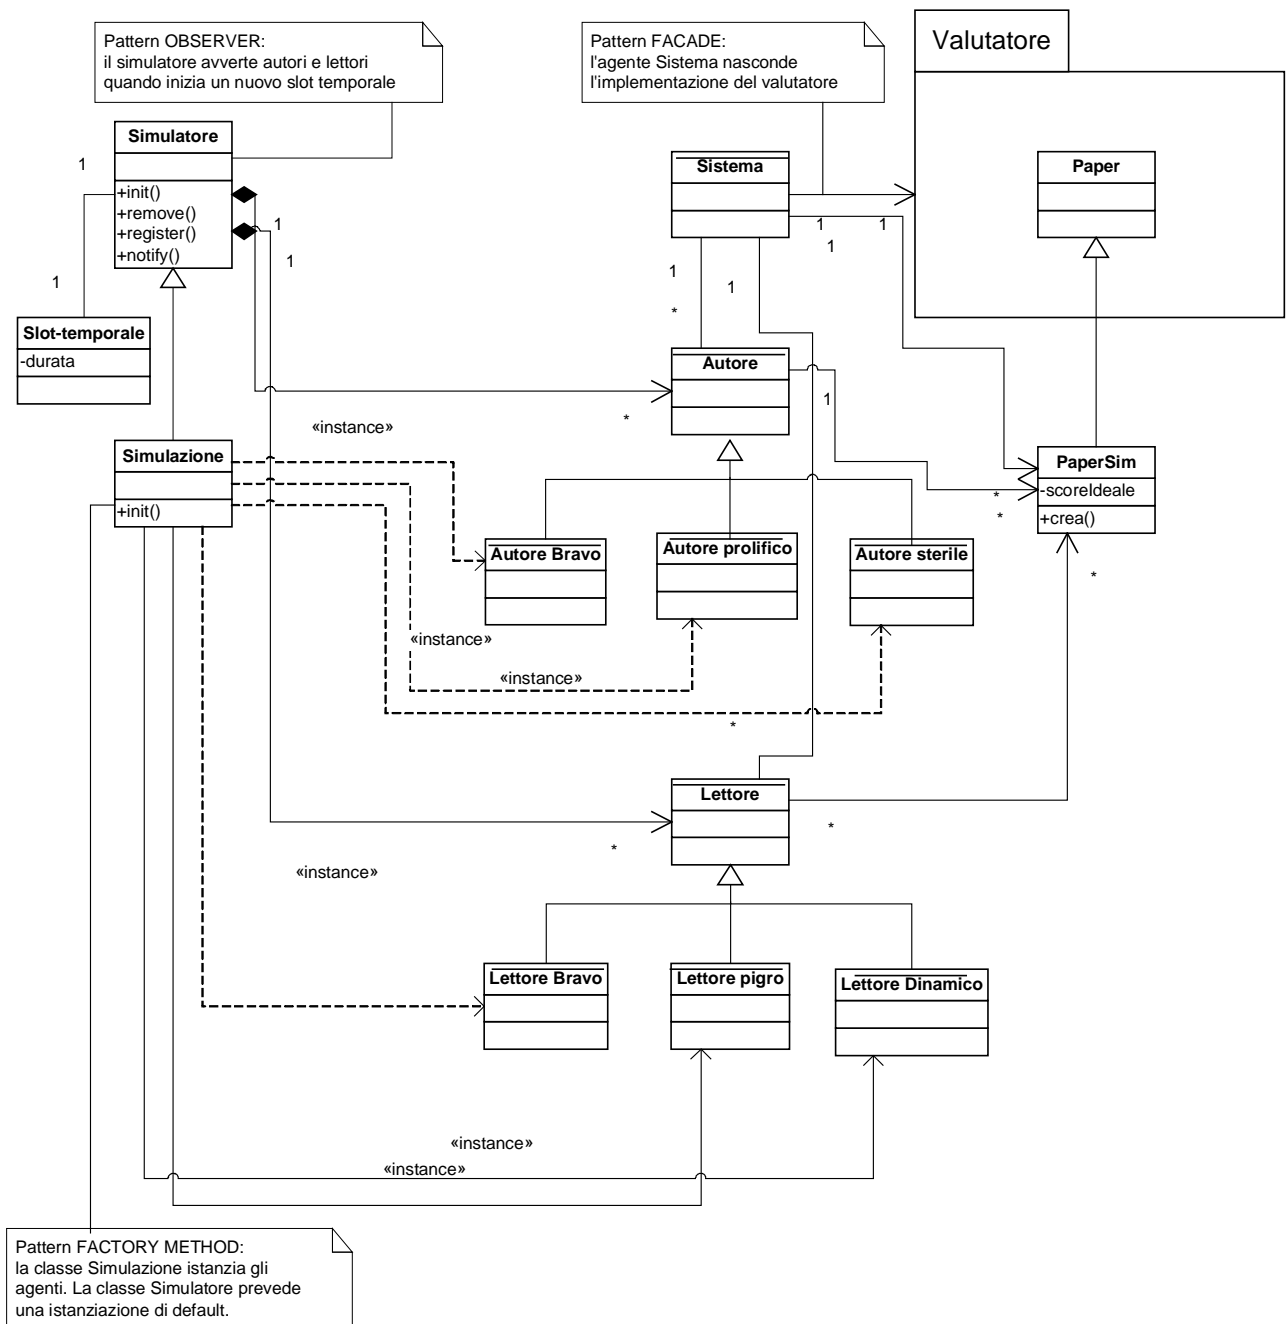 Pattern OBSERVER:
il simulatore avverte autori e lettori
quando inizia un nuovo slot temporale
Pattern FACADE:
l'agente Sistema nasconde
l'implementazione del valutatore
Valutatore
Simulatore
+init()
+remove()
+register()
+notify()
1
1
1
1
Sistema
1
1
1
1
1
*
Paper
Slot-temporale
-durata
Autore
1
*
«instance»
Simulazione
+init()
PaperSim
-scoreIdeale
+crea()
*
*
*
Autore Bravo
Autore prolifico
Autore sterile
«instance»
«instance»
*
Lettore
*
*
«instance»
Lettore Bravo
Lettore pigro
Lettore Dinamico
«instance»
«instance»
Pattern FACTORY METHOD:
la classe Simulazione istanzia gli
agenti. La classe Simulatore prevede
una istanziazione di default.